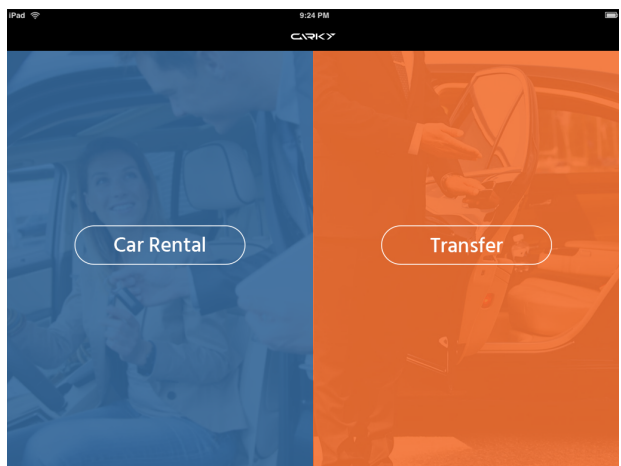 iPad
9:24 PM
CARKY
Car Rental
Transfer